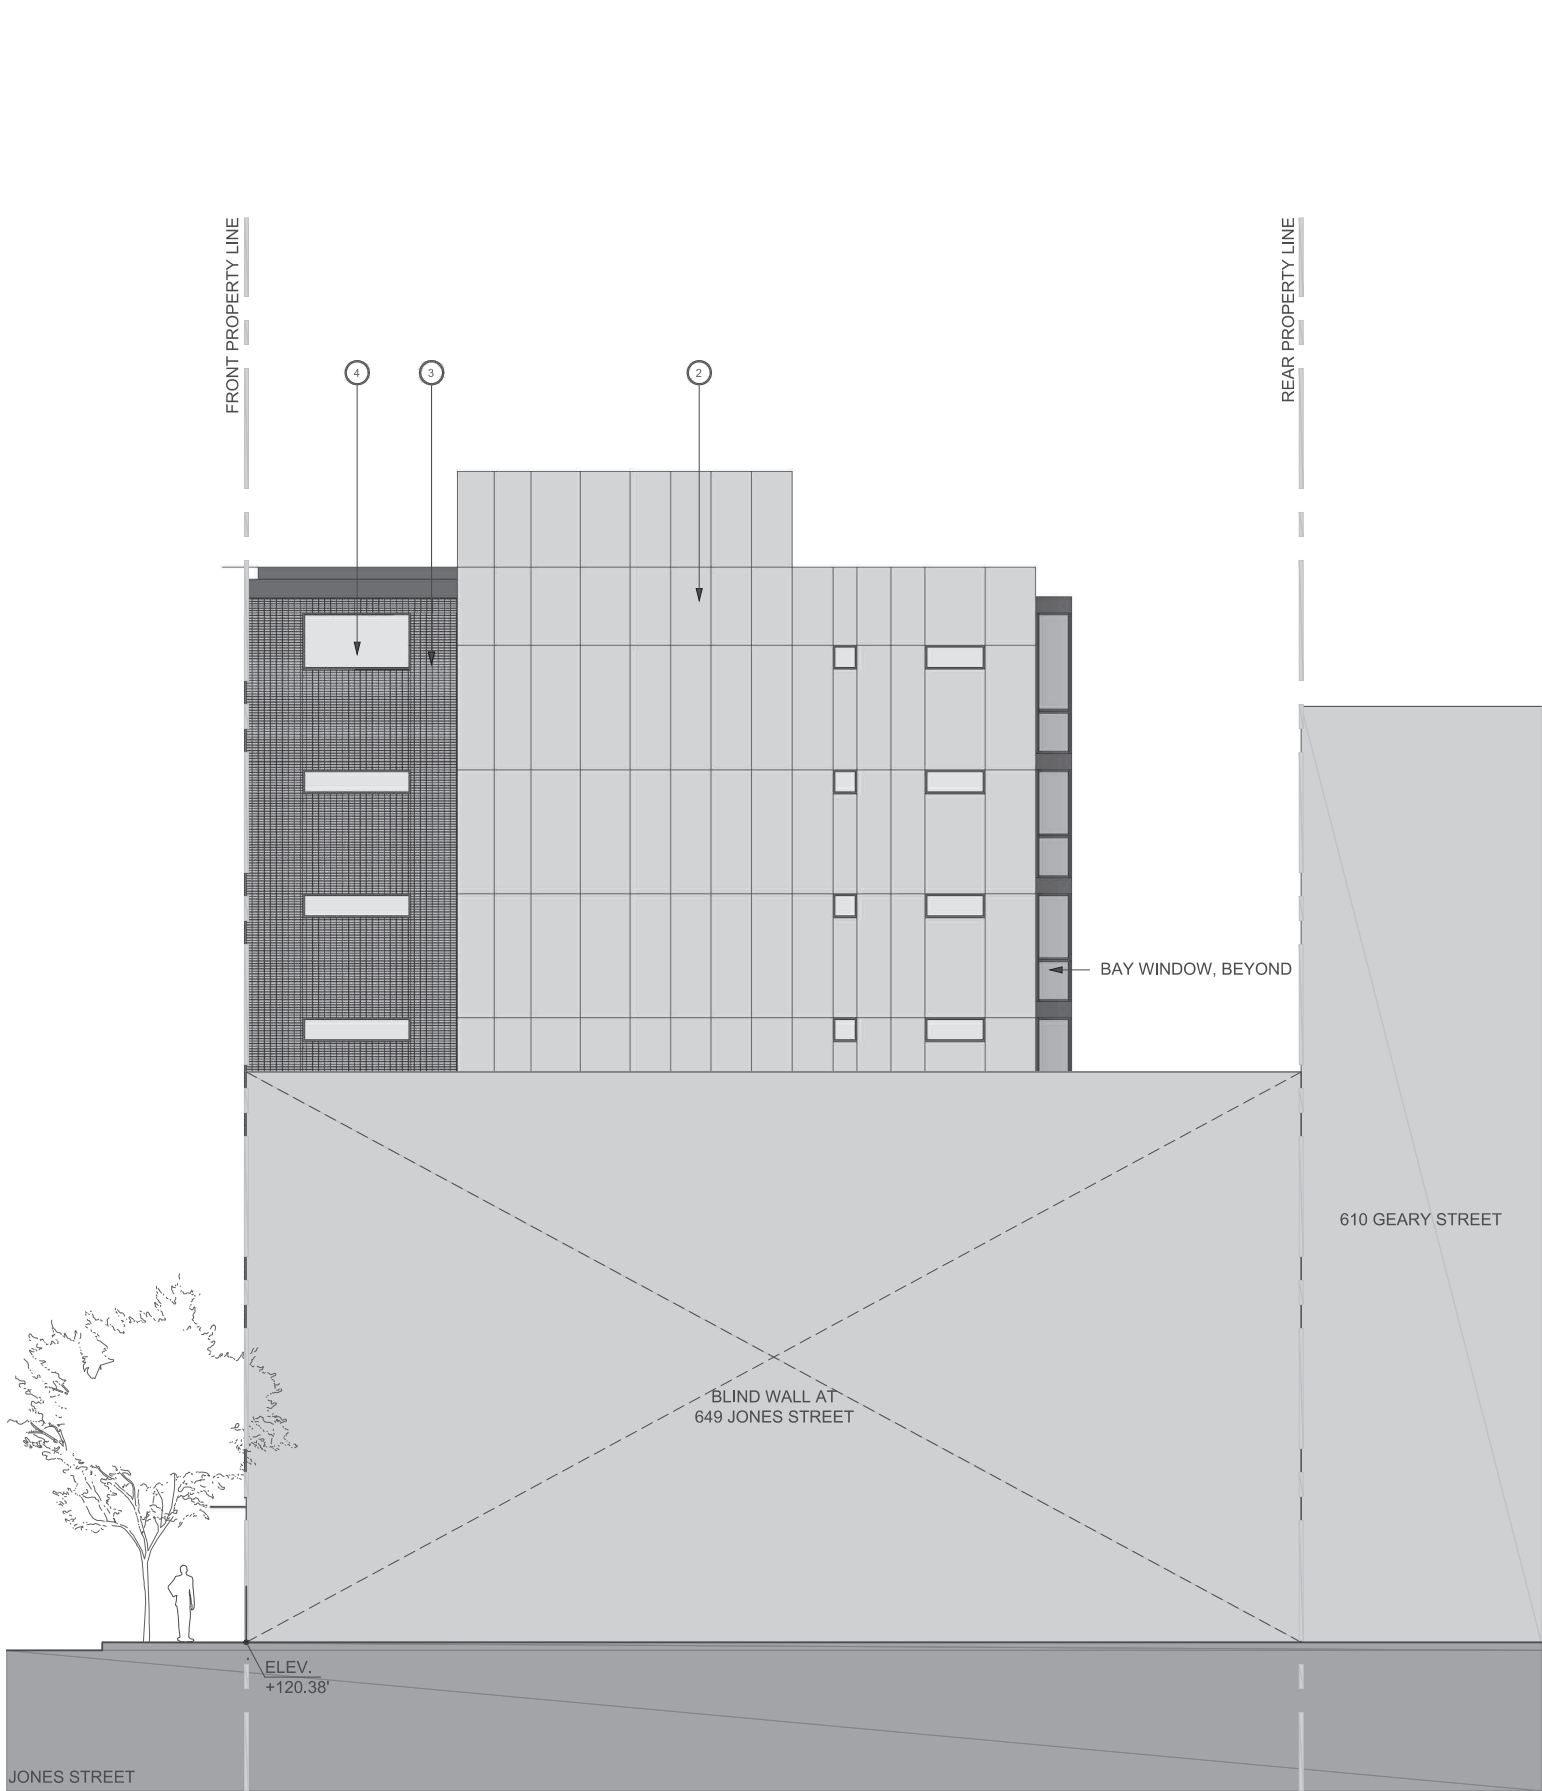 FRONT PROPERTY LINE
REAR PROPERTY LINE
4
3
2
BAY WINDOW, BEYOND
610 GEARY STREET
BLIND WALL AT
649 JONES STREET
ELEV.
+120.38'
JONES STREET